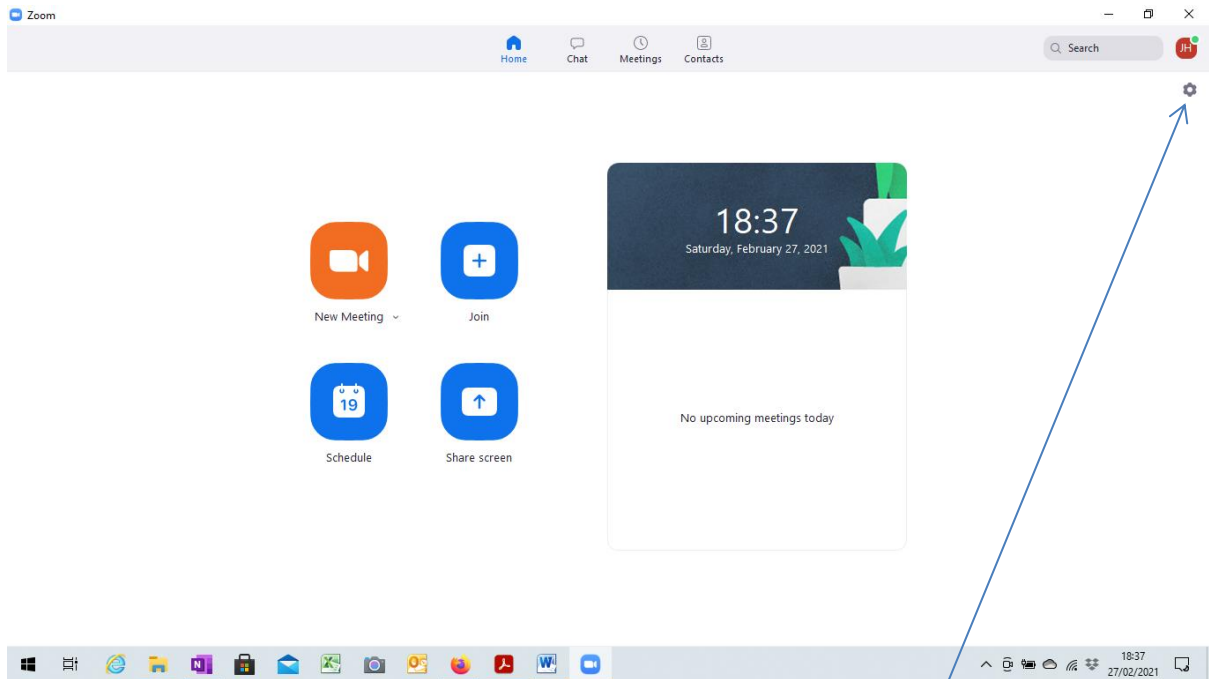 Zoom
Home
Chat
Meetings
Contacts
Search
JH
18:37
Saturday, February 27, 2021
New Meeting
Join
19
Schedule
Share screen
No upcoming meetings today
N
X
O
W
18:37
27/02/2021